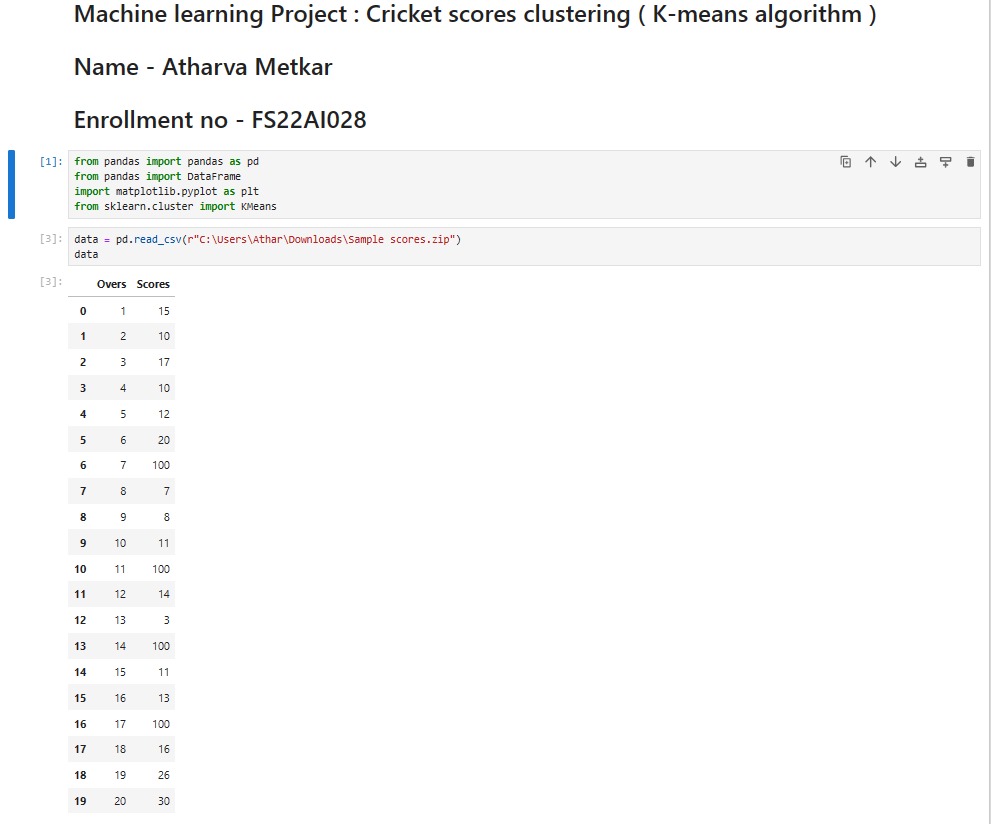 Machine learning Project : Cricket scores clustering ( K-means algorithm )
Name - Atharva Metkar
Enrollment no - FS22AI028
[1]: from pandas import pandas as pd
from pandas import DataFrame
import matplotlib.pyplot as plt
from sklearn.cluster import KMeans
[3]: data = pd.read_csv(r"C:\Users\Athar\Downloads\Sample scores.zip")
data
[3]: Overs Scores
0 1 15
1 2 10
2 3 17
3 4 10
4 5 12
5 6 20
6 7 100
7 8 7
8 9 8
9 10 11
10 11 100
11 12 14
12 13 3
13 14 100
14 15 11
15 16 13
16 17 100
17 18 16
18 19 26
19 20 30